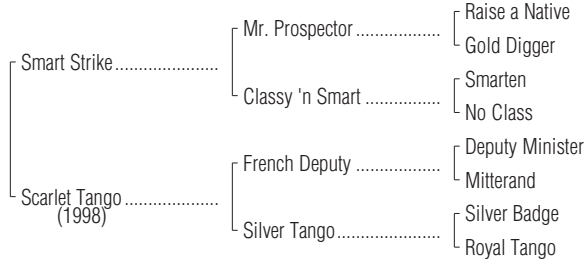 Raise a Native
Mr. Prospector ..................
Gold Digger
Smart Strike ......................
Smarten
Classy 'n Smart ................
No Class
Deputy Minister
French Deputy ..................
Mitterand
Scarlet Tango ....................
(1998)
Silver Badge
Silver Tango ......................
Royal Tango